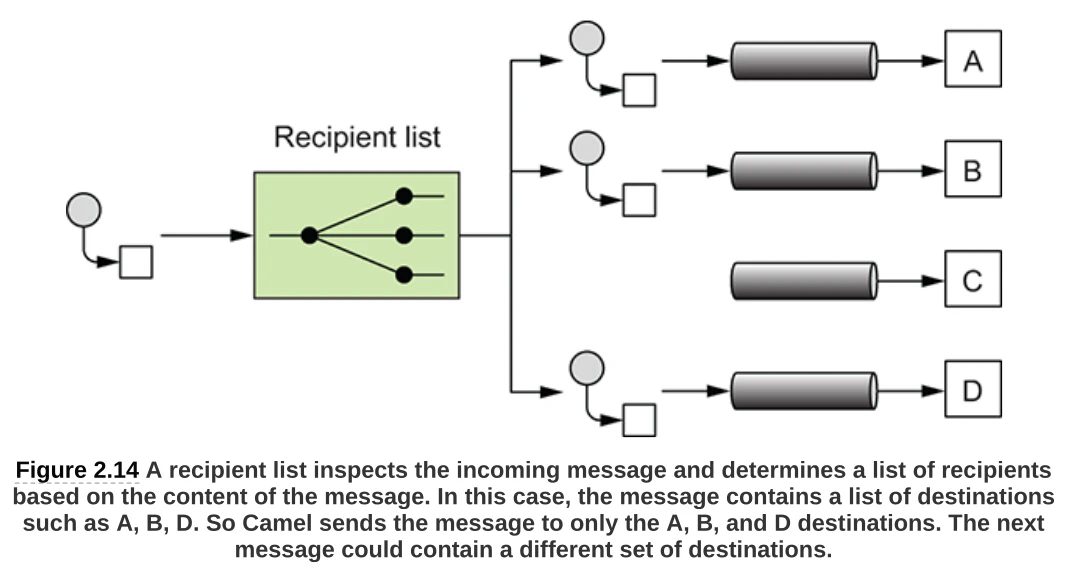 Recipient list
A
B
C
D
Figure 2.14 A recipient list inspects the incoming message and determines a list of recipients
based on the content of the message. In this case, the message contains a list of destinations
such as A, B, D. So Camel sends the message to only the A, B, and D destinations. The next
message could contain a different set of destinations.